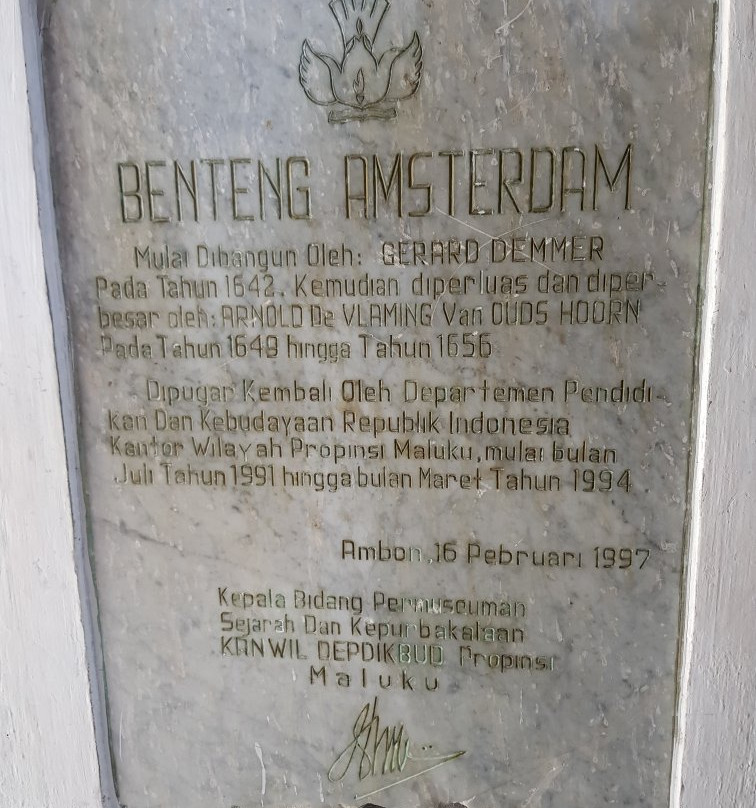 BENTENG AMSTERDAM
Mulai Dibangun Oleh: GERARD DEMMER
Pada Tahun 1642. Kemudian diperluas dan diper-
besar oleh: ARNOLD De VLAMING Van OUDS HOORN
Pada Tahun 1649 hingga Tahun 1656
Dipugar Kembali Oleh Departemen Pendidi-
kan Dan Kebudayaan Republik Indonesia
Kantor Wilayah Propinsi Maluku, mulai bulan
Juli Tahun 1991 hingga bulan Maret Tahun 1994
Ambon, 16 Pebruari 1997
Kepala Bidang Permuseuman
Sejarah Dan Kepurbakalaan
KANWIL DEPDIKBUD Propinsi
Maluku